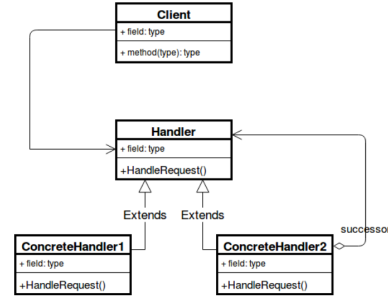 Client
+ field: type
+ method(type): type
Handler
+ field: type
+HandleRequest()
Extends
Extends
successor
ConcreteHandler1
+ field: type
+HandleRequest()
ConcreteHandler2
+ field: type
+HandleRequest()